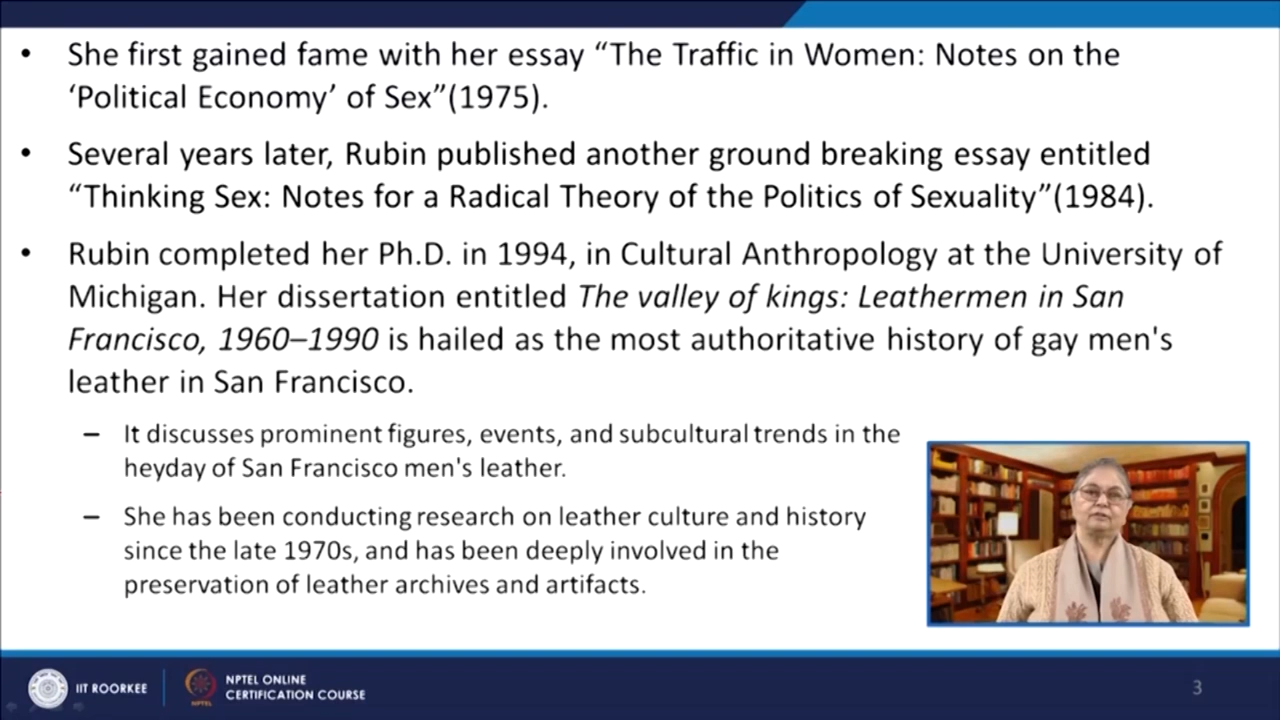 • She first gained fame with her essay “The Traffic in Women: Notes on the
‘Political Economy’ of Sex”(1975).
• Several years later, Rubin published another ground breaking essay entitled
“Thinking Sex: Notes for a Radical Theory of the Politics of Sexuality”(1984).
• Rubin completed her Ph.D. in 1994, in Cultural Anthropology at the University of
Michigan. Her dissertation entitled The valley of kings: Leathermen in San
Francisco, 1960–1990 is hailed as the most authoritative history of gay men's
leather in San Francisco.
– It discusses prominent figures, events, and subcultural trends in the
heyday of San Francisco men's leather.
– She has been conducting research on leather culture and history
since the late 1970s, and has been deeply involved in the
preservation of leather archives and artifacts.
IIT ROORKEE
NPTEL
NPTEL ONLINE
CERTIFICATION COURSE
3